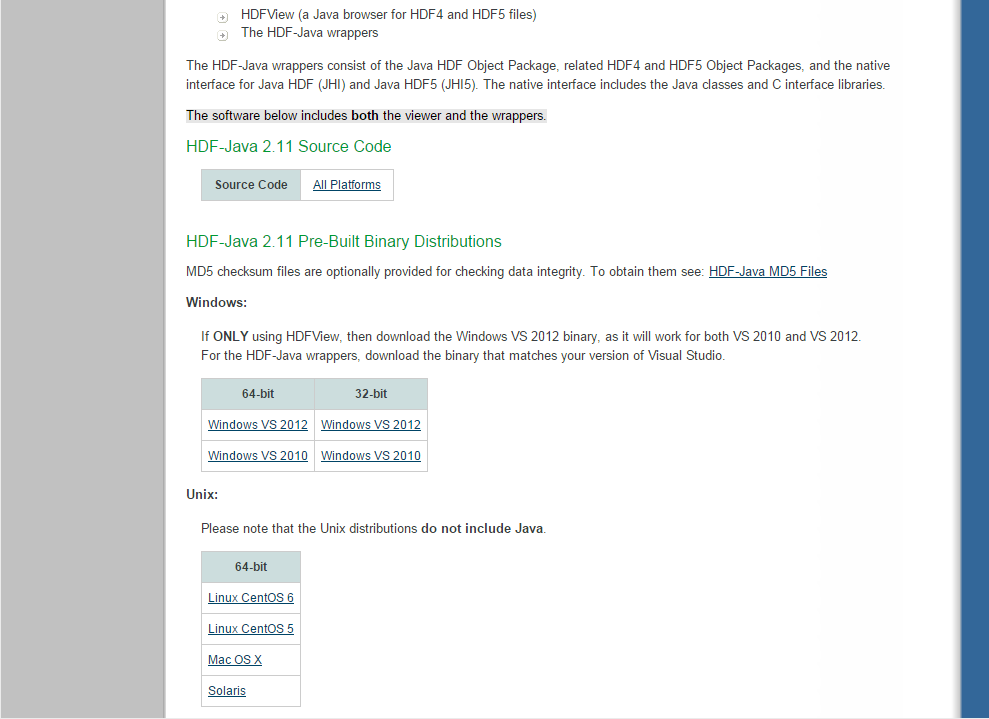 HDFView (a Java browser for HDF4 and HDF5 files)
The HDF-Java wrappers
The HDF-Java wrappers consist of the Java HDF Object Package, related HDF4 and HDF5 Object Packages, and the native
interface for Java HDF (JHI) and Java HDF5 (JHI5). The native interface includes the Java classes and C interface libraries.
The software below includes both the viewer and the wrappers.
HDF-Java 2.11 Source Code
Source Code All Platforms
HDF-Java 2.11 Pre-Built Binary Distributions
MD5 checksum files are optionally provided for checking data integrity. To obtain them see: HDF-Java MD5 Files
Windows:
If ONLY using HDFView, then download the Windows VS 2012 binary, as it will work for both VS 2010 and VS 2012.
For the HDF-Java wrappers, download the binary that matches your version of Visual Studio.
64-bit 32-bit
Windows VS 2012 Windows VS 2012
Windows VS 2010 Windows VS 2010
Unix:
Please note that the Unix distributions do not include Java.
64-bit
Linux CentOS 6
Linux CentOS 5
Mac OS X
Solaris